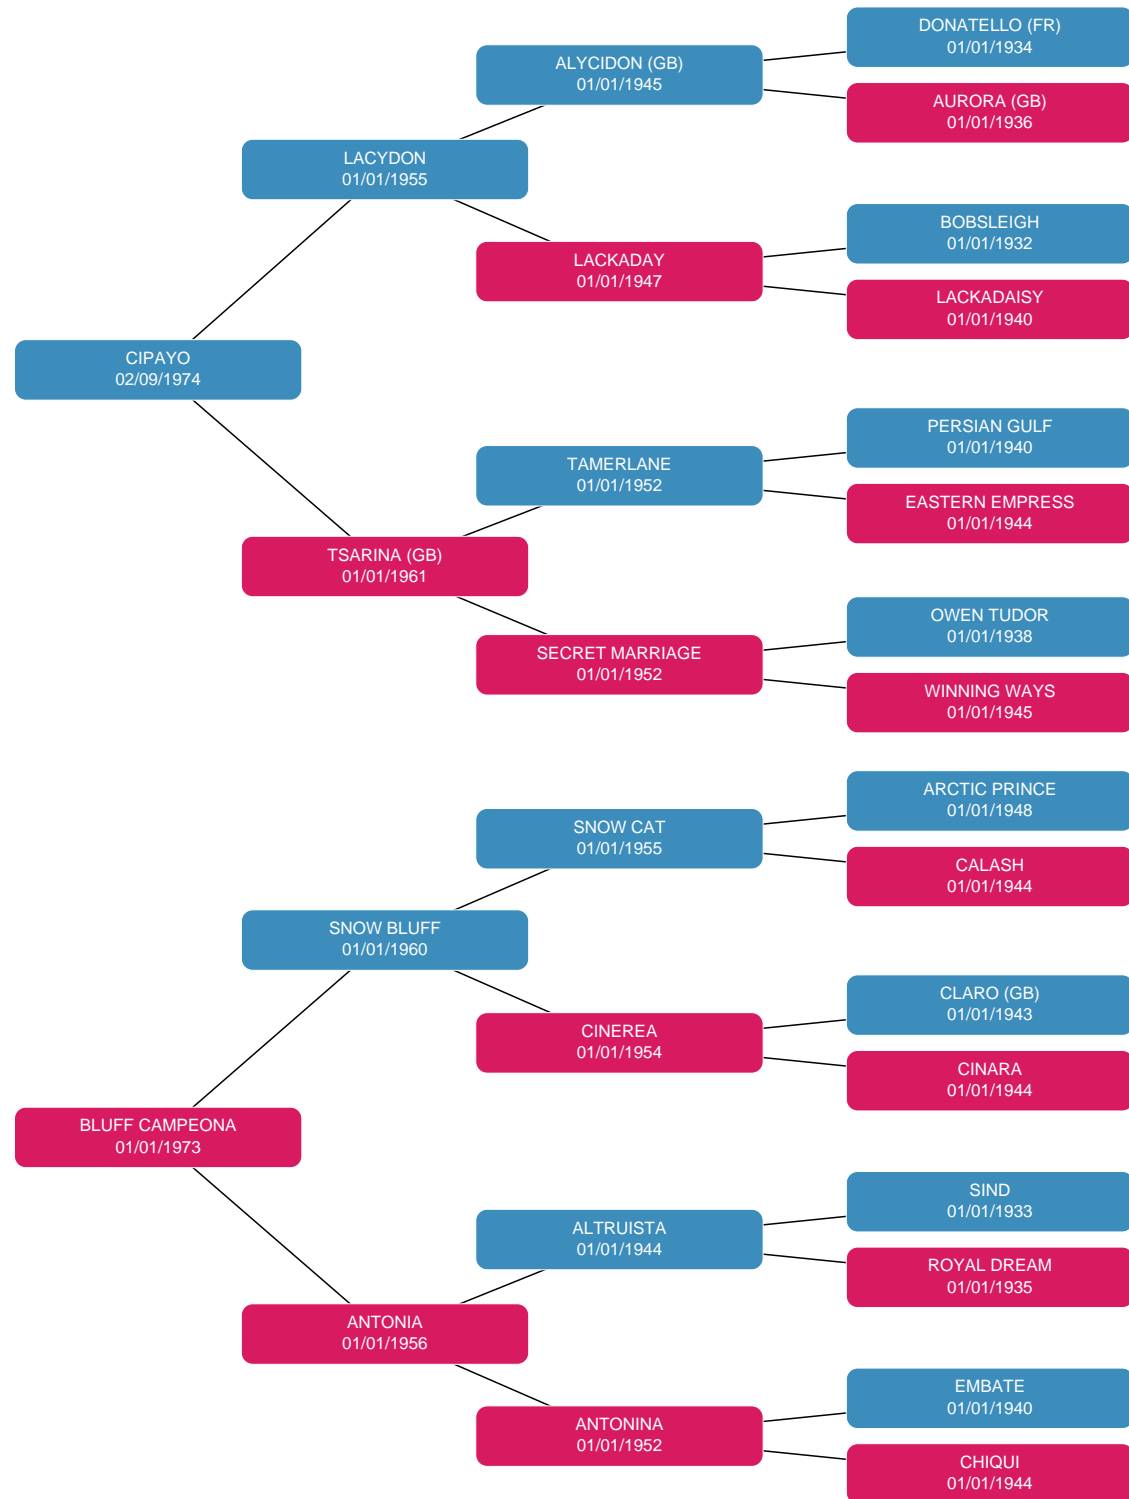 DONATELLO (FR)
01/01/1934
ALYCIDON (GB)
01/01/1945
AURORA (GB)
01/01/1936
LACYDON
01/01/1955
BOBSLEIGH
01/01/1932
LACKADAY
01/01/1947
LACKADAISY
01/01/1940
CIPAYO
02/09/1974
PERSIAN GULF
01/01/1940
TAMERLANE
01/01/1952
EASTERN EMPRESS
01/01/1944
TSARINA (GB)
01/01/1961
OWEN TUDOR
01/01/1938
SECRET MARRIAGE
01/01/1952
WINNING WAYS
01/01/1945
ARCTIC PRINCE
01/01/1948
SNOW CAT
01/01/1955
CALASH
01/01/1944
SNOW BLUFF
01/01/1960
CLARO (GB)
01/01/1943
CINEREA
01/01/1954
CINARA
01/01/1944
BLUFF CAMPEONA
01/01/1973
SIND
01/01/1933
ALTRUISTA
01/01/1944
ROYAL DREAM
01/01/1935
ANTONIA
01/01/1956
EMBATE
01/01/1940
ANTONINA
01/01/1952
CHIQUI
01/01/1944